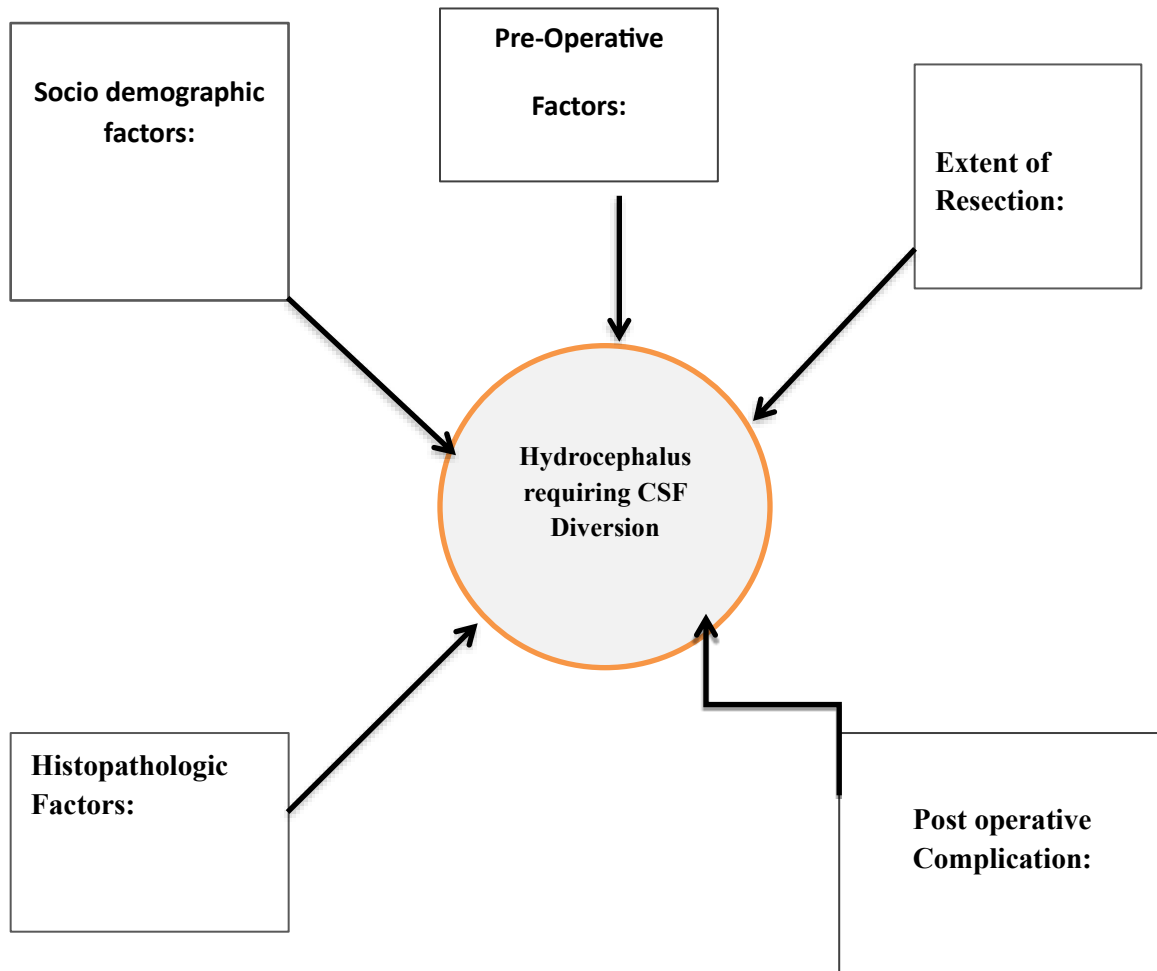 Socio demographic
factors:
Pre-Operative
Factors:
Extent of
Resection:
Hydrocephalus
requiring CSF
Diversion
Histopathologic
Factors:
Post operative
Complication: